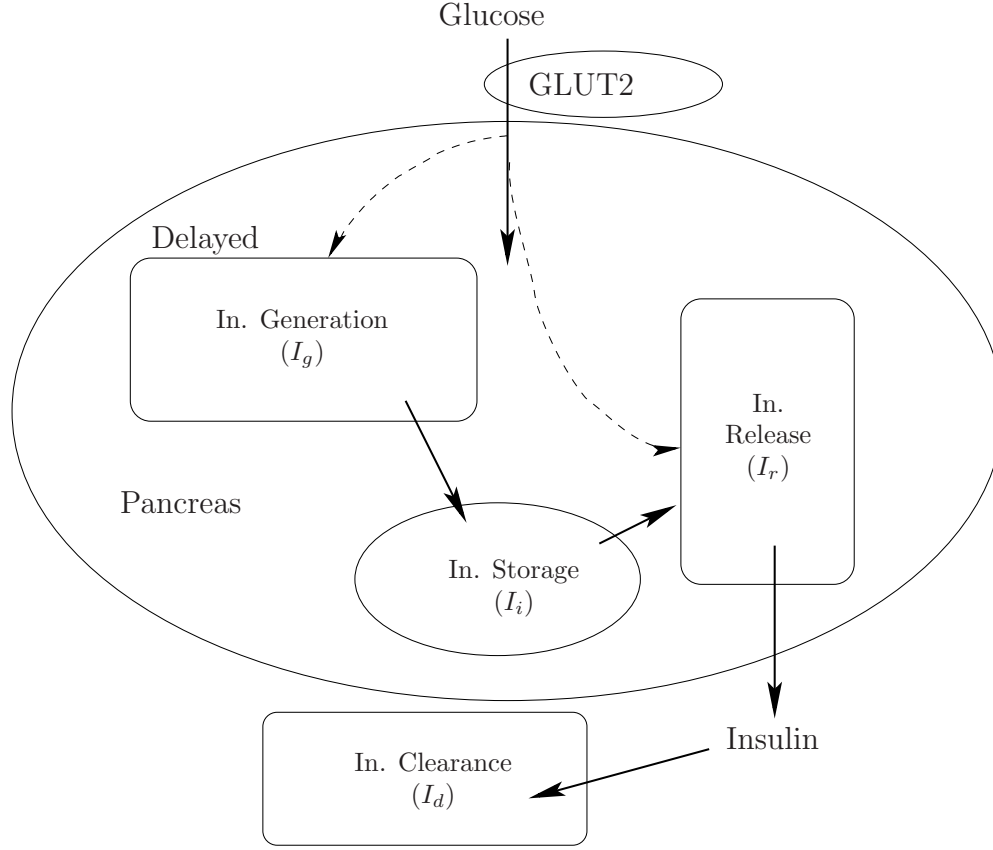 Glucose
GLUT2
Delayed
In. Generation
(I_g)
In.
Release
(I_r)
Pancreas
In. Storage
(I_i)
Insulin
In. Clearance
(I_d)